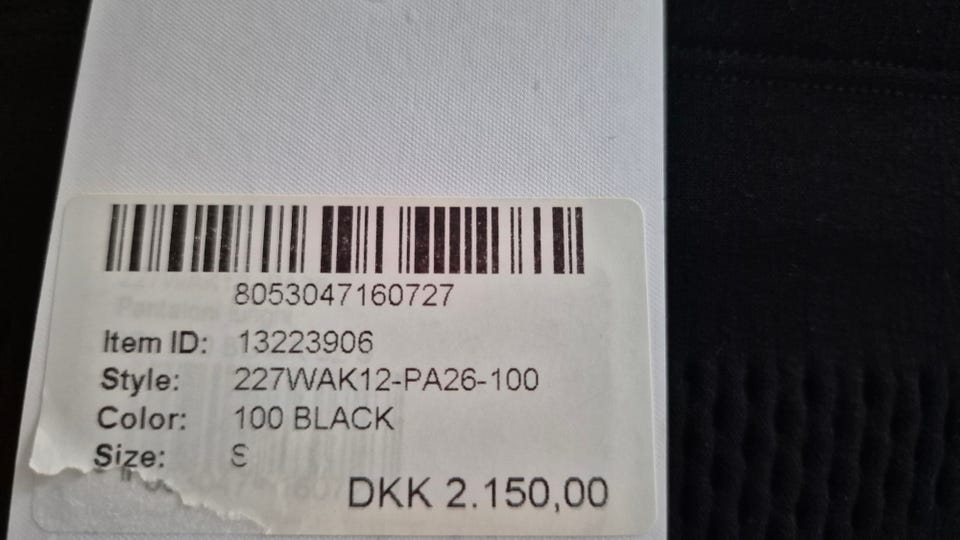 8053047160727
Item ID: 13223906
Style: 227WAK12-PA26-100
Color: 100 BLACK
Size: S
DKK 2.150,00